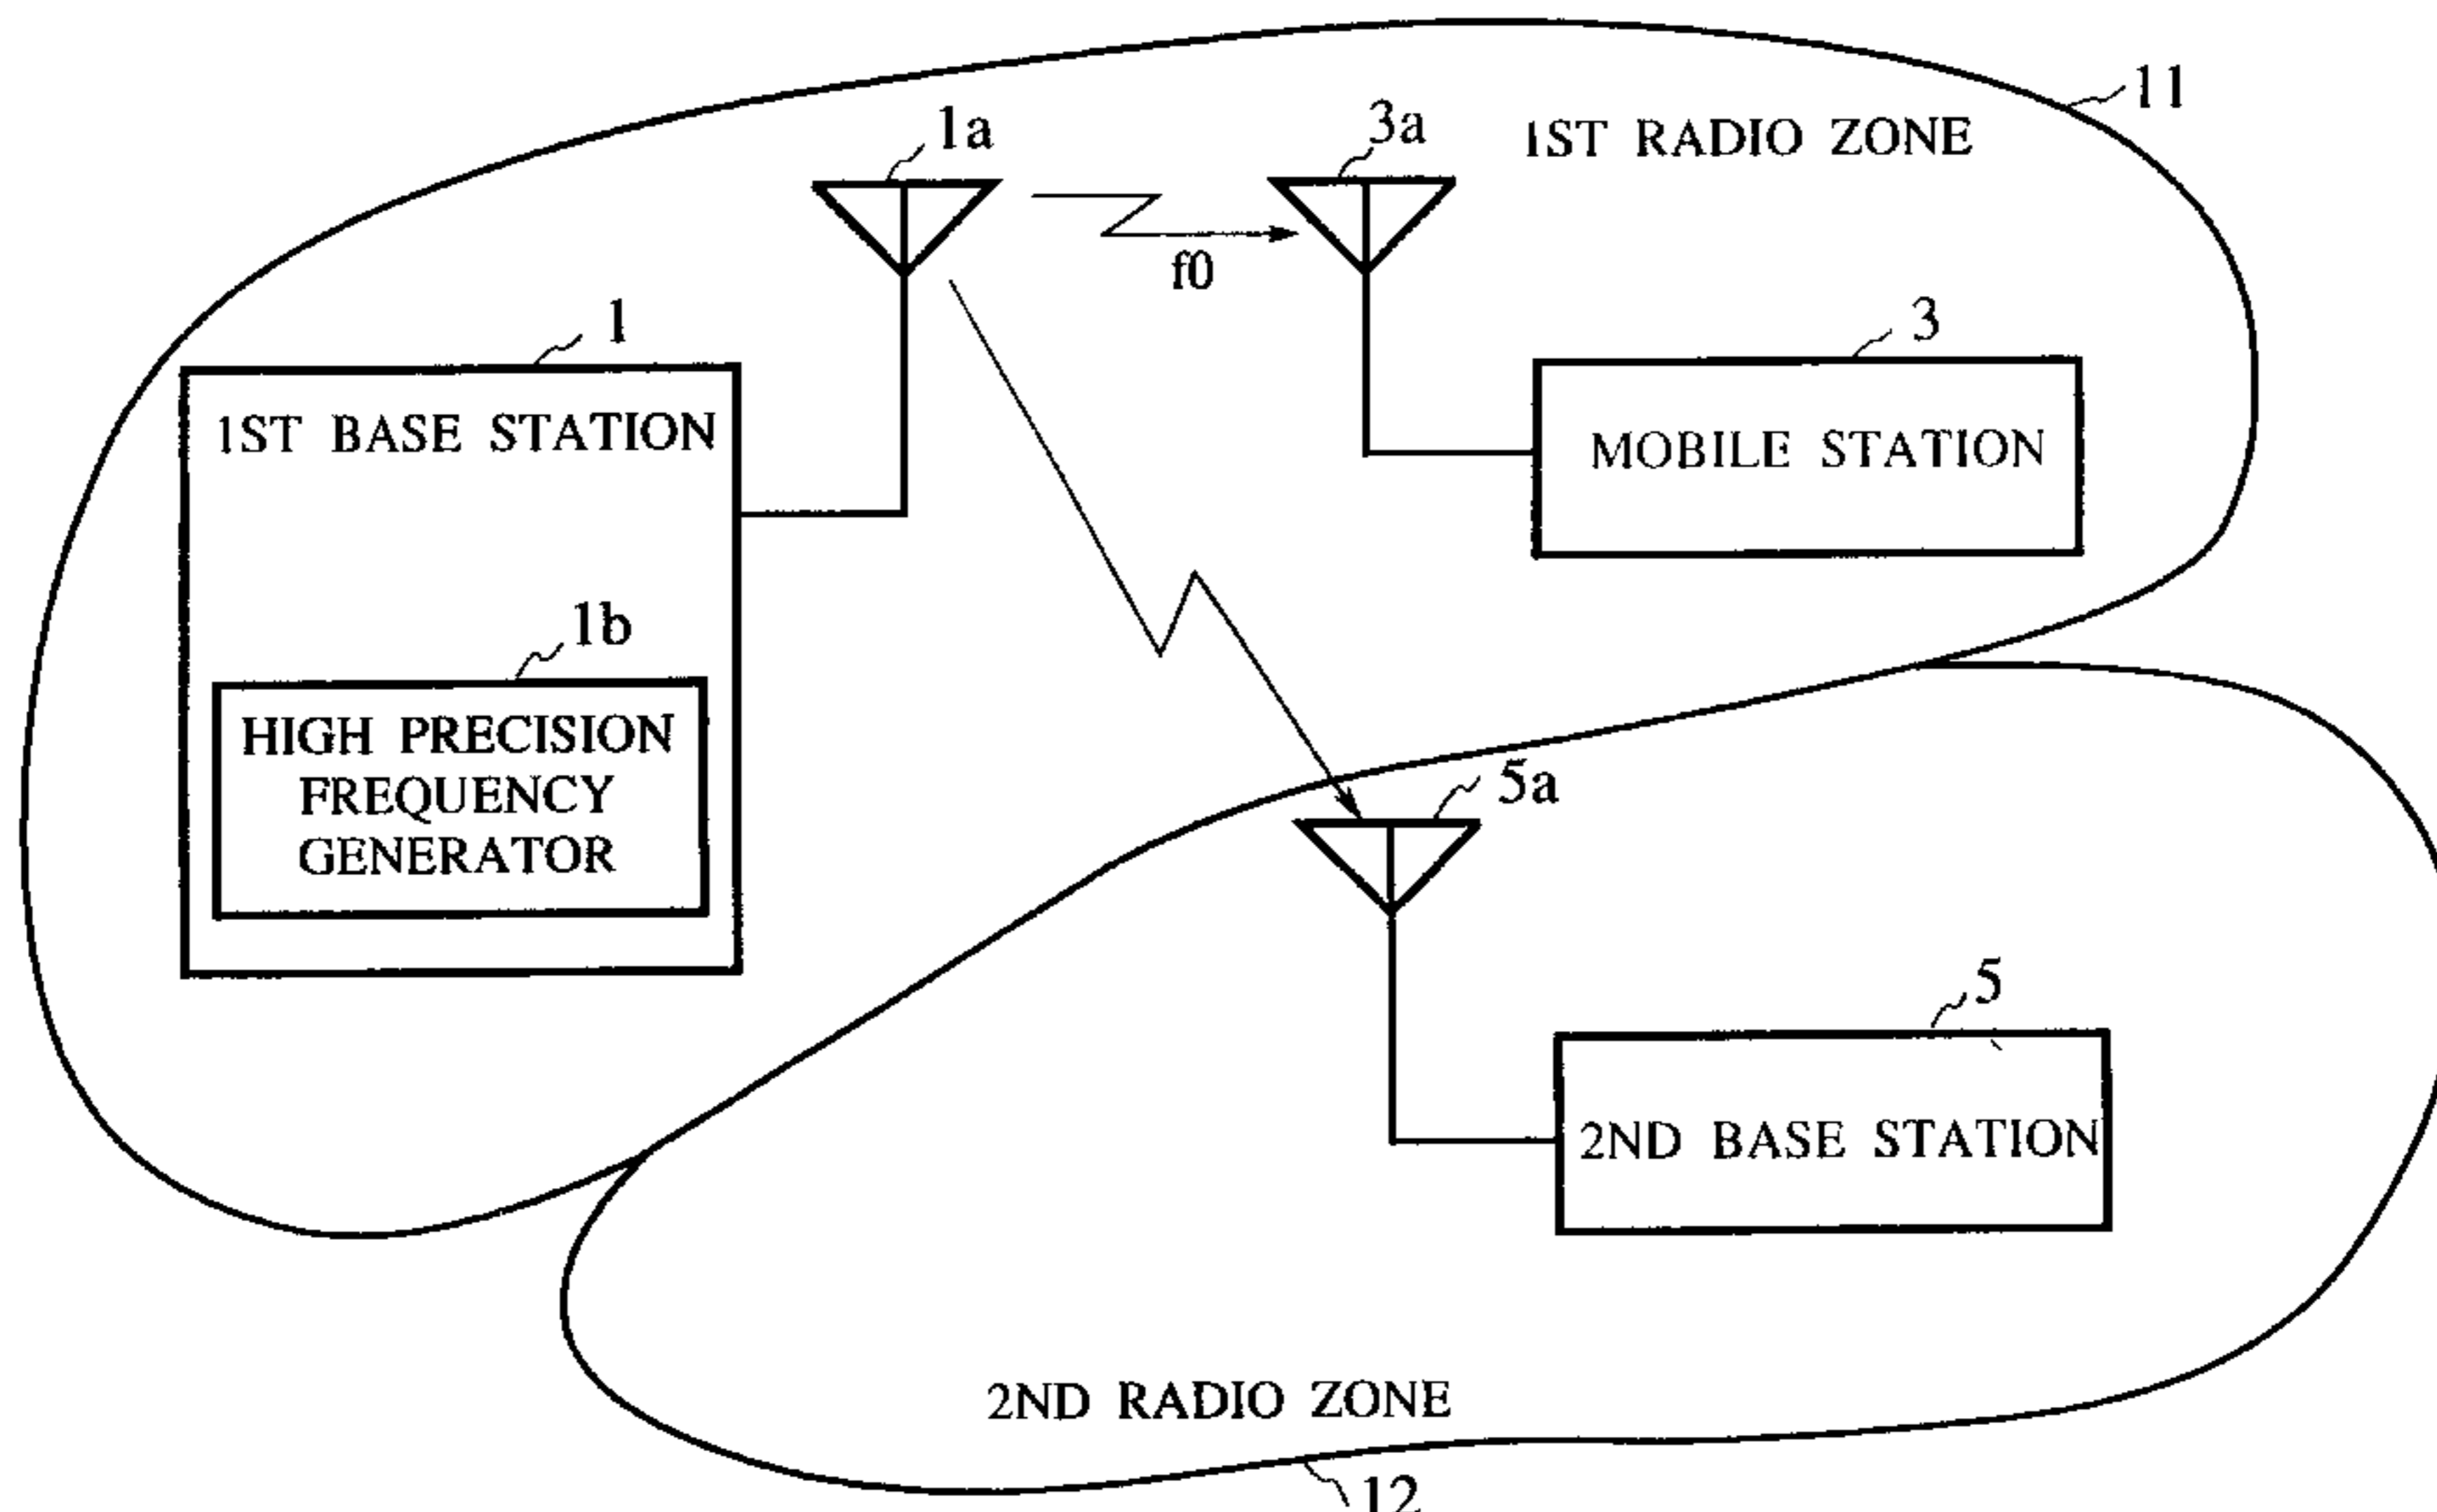 11
1a
3a
1ST RADIO ZONE
f0
1
3
1ST BASE STATION
MOBILE STATION
1b
HIGH PRECISION
FREQUENCY
GENERATOR
5a
5
2ND BASE STATION
2ND RADIO ZONE
12